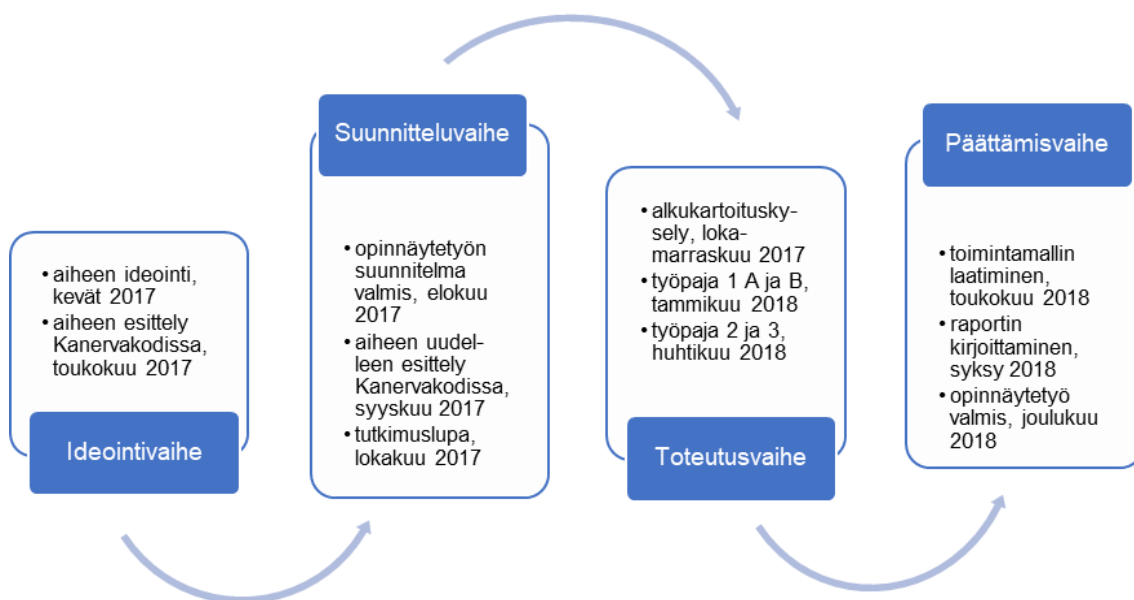 Ideointivaihe
• aiheen ideointi,
kevät 2017
• aiheen esittely
Kanervakodissa,
toukokuu 2017
Suunnitteluvaihe
• opinnäytetyön
suunnitelma
valmis, elokuu
2017
• aiheen uudel-
leen esittely
Kanervakodissa,
syyskuu 2017
• tutkimuslupa,
lokakuu 2017
• alkukartoitusky-
sely, loka-
marraskuu 2017
• työpaja 1 A ja B,
tammikuu 2018
• työpaja 2 ja 3,
huhtikuu 2018
Toteutusvaihe
Päättämisvaihe
• toimintamallin
laatiminen,
toukokuu 2018
• raportin
kirjoittaminen,
syksy 2018
• opinnäytetyö
valmis, joulukuu
2018